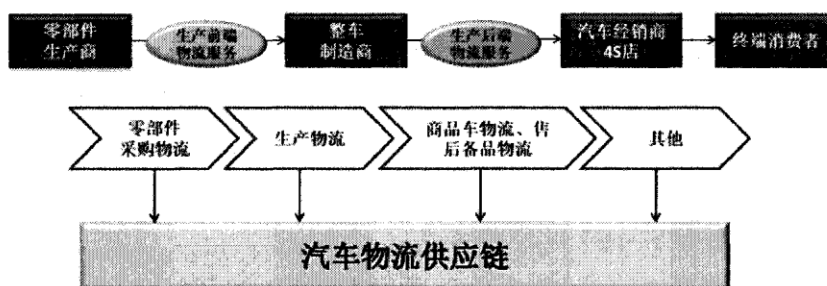 零部件
生产商
生产前端
物流服务
整车
制造商
生产后端
物流服务
汽车经销商
4S店
终端消费者
零部件
采购物流
生产物流
商品车物流、售
后备品物流
其他
汽车物流供应链